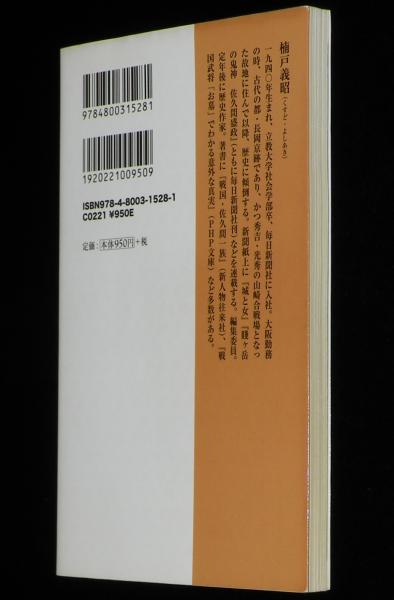 楠戸義昭（くすど・よしあき）
一九四〇年生まれ、立教大学社会学部卒、毎日新聞社に入社。大阪勤務
の時、古代の都・長岡京跡であり、かつ秀吉・光秀の山崎合戦場となっ
た故地に住んで以降、歴史に傾倒する。新聞紙上に『城と女』『賤ヶ岳
の鬼神 佐久間盛政』（ともに毎日新聞社刊）などを連載する。編集委員。
定年後に歴史作家。著書に『戦国 佐久間一族』（新人物往来社）、『戦
国武将「お墓」でわかる意外な真実』（ＰＨＰ文庫）など多数がある。
9784800315281
1920221009509
ISBN978-4-8003-1528-1
C0221 ¥950E
定価：本体950円＋税